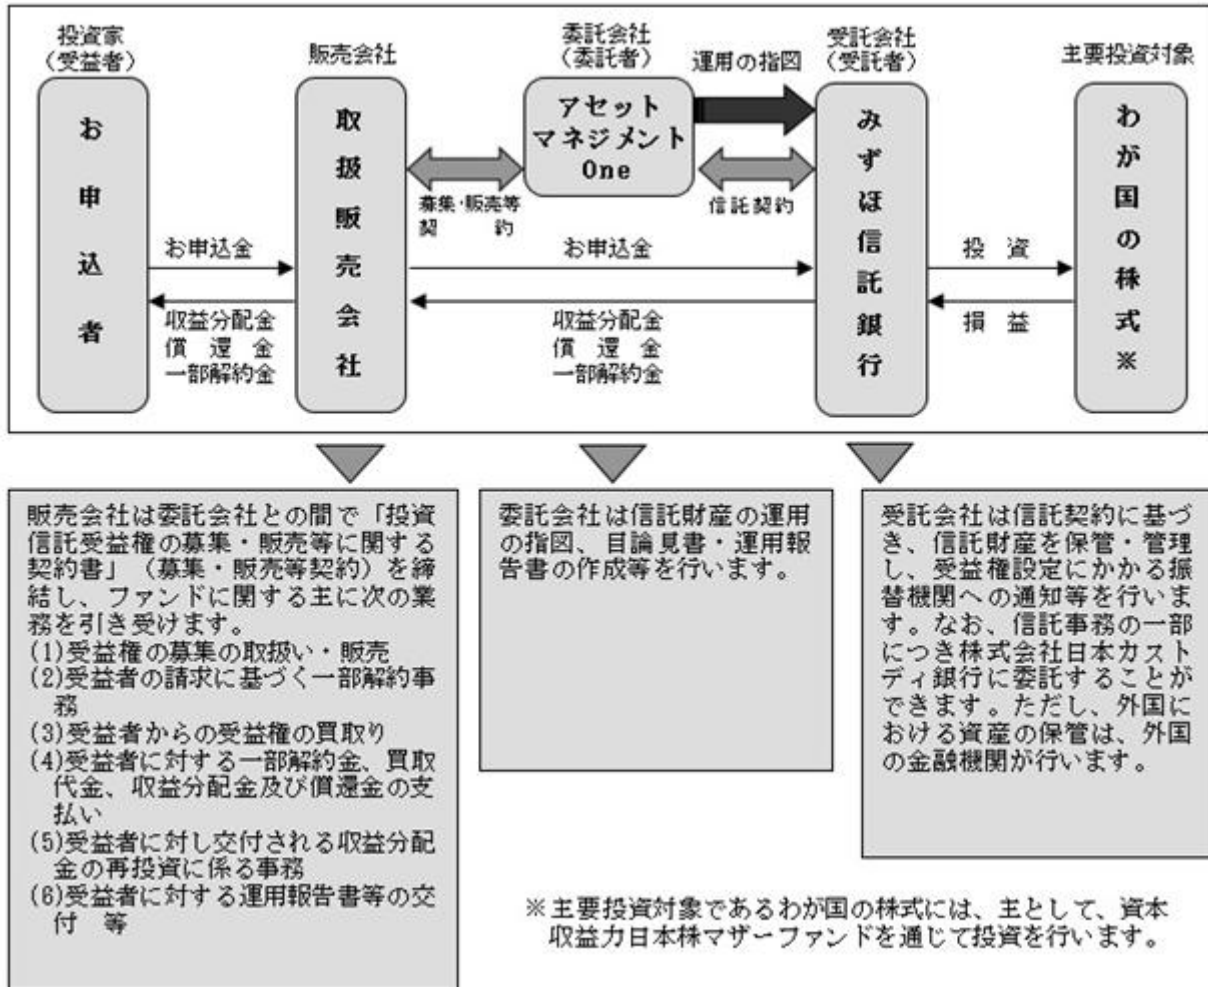 投資家
（受益者）
販売会社
委託会社
（委託者）
運用の指図
受託会社
（受託者）
主要投資対象
お申込者
取扱販売会社
アセット
マネジメント
One
みずほ信託銀行
わが国の株式※
募集・販売等
契　　約
信託契約
お申込金
お申込金
投　資
収益分配金
償　還　金
一部解約金
収益分配金
償　還　金
一部解約金
損　益
販売会社は委託会社との間で「投資
信託受益権の募集・販売等に関する
契約書」（募集・販売等契約）を締
結し、ファンドに関する主に次の業
務を引き受けます。
(1)受益権の募集の取扱い・販売
(2)受益者の請求に基づく一部解約事
務
(3)受益者からの受益権の買取り
(4)受益者に対する一部解約金、買取
代金、収益分配金及び償還金の支
払い
(5)受益者に対し交付される収益分配
金の再投資に係る事務
(6)受益者に対する運用報告書等の交
付　等
委託会社は信託財産の運用
の指図、目論見書・運用報
告書の作成等を行います。
受託会社は信託契約に基づ
き、信託財産を保管・管理
し、受益権設定にかかる振
替機関への通知等を行いま
す。なお、信託事務の一部
につき株式会社日本カスト
ディ銀行に委託することが
できます。ただし、外国に
おける資産の保管は、外国
の金融機関が行います。
※主要投資対象であるわが国の株式には、主として、資本
収益力日本株マザーファンドを通じて投資を行います。